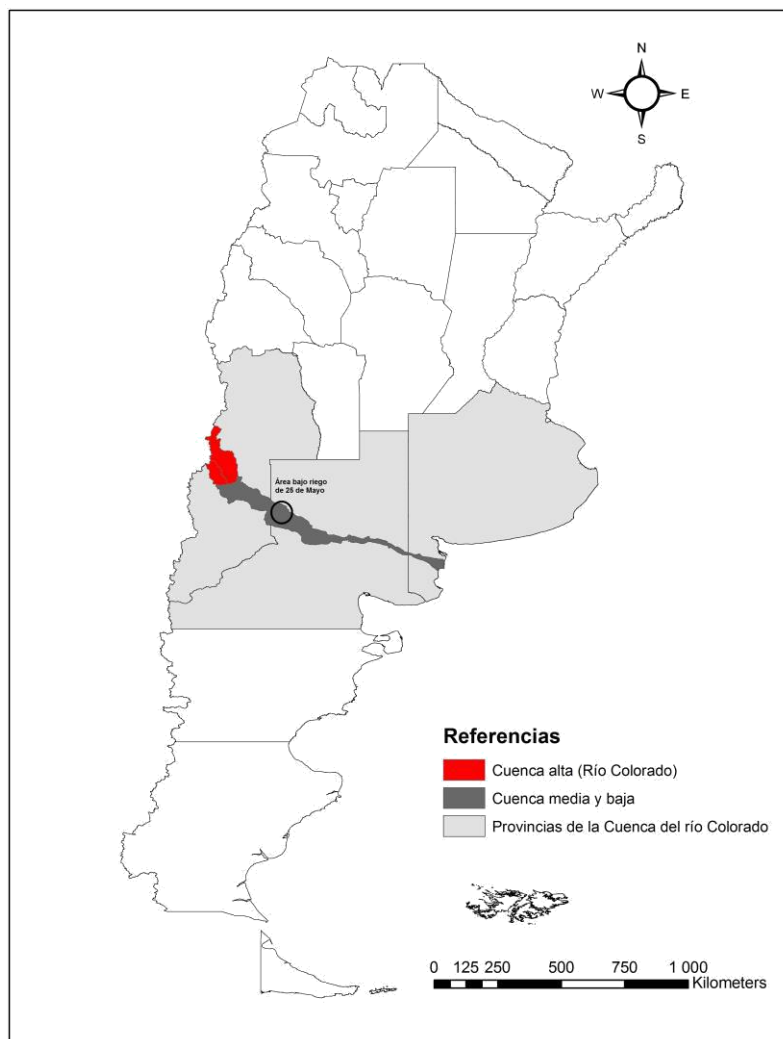 N
W E
S
Área bajo riego
de 25 de Mayo
Referencias
Cuenca alta (Río Colorado)
Cuenca media y baja
Provincias de la Cuenca del río Colorado
0 125 250 500 750 1 000
Kilometers